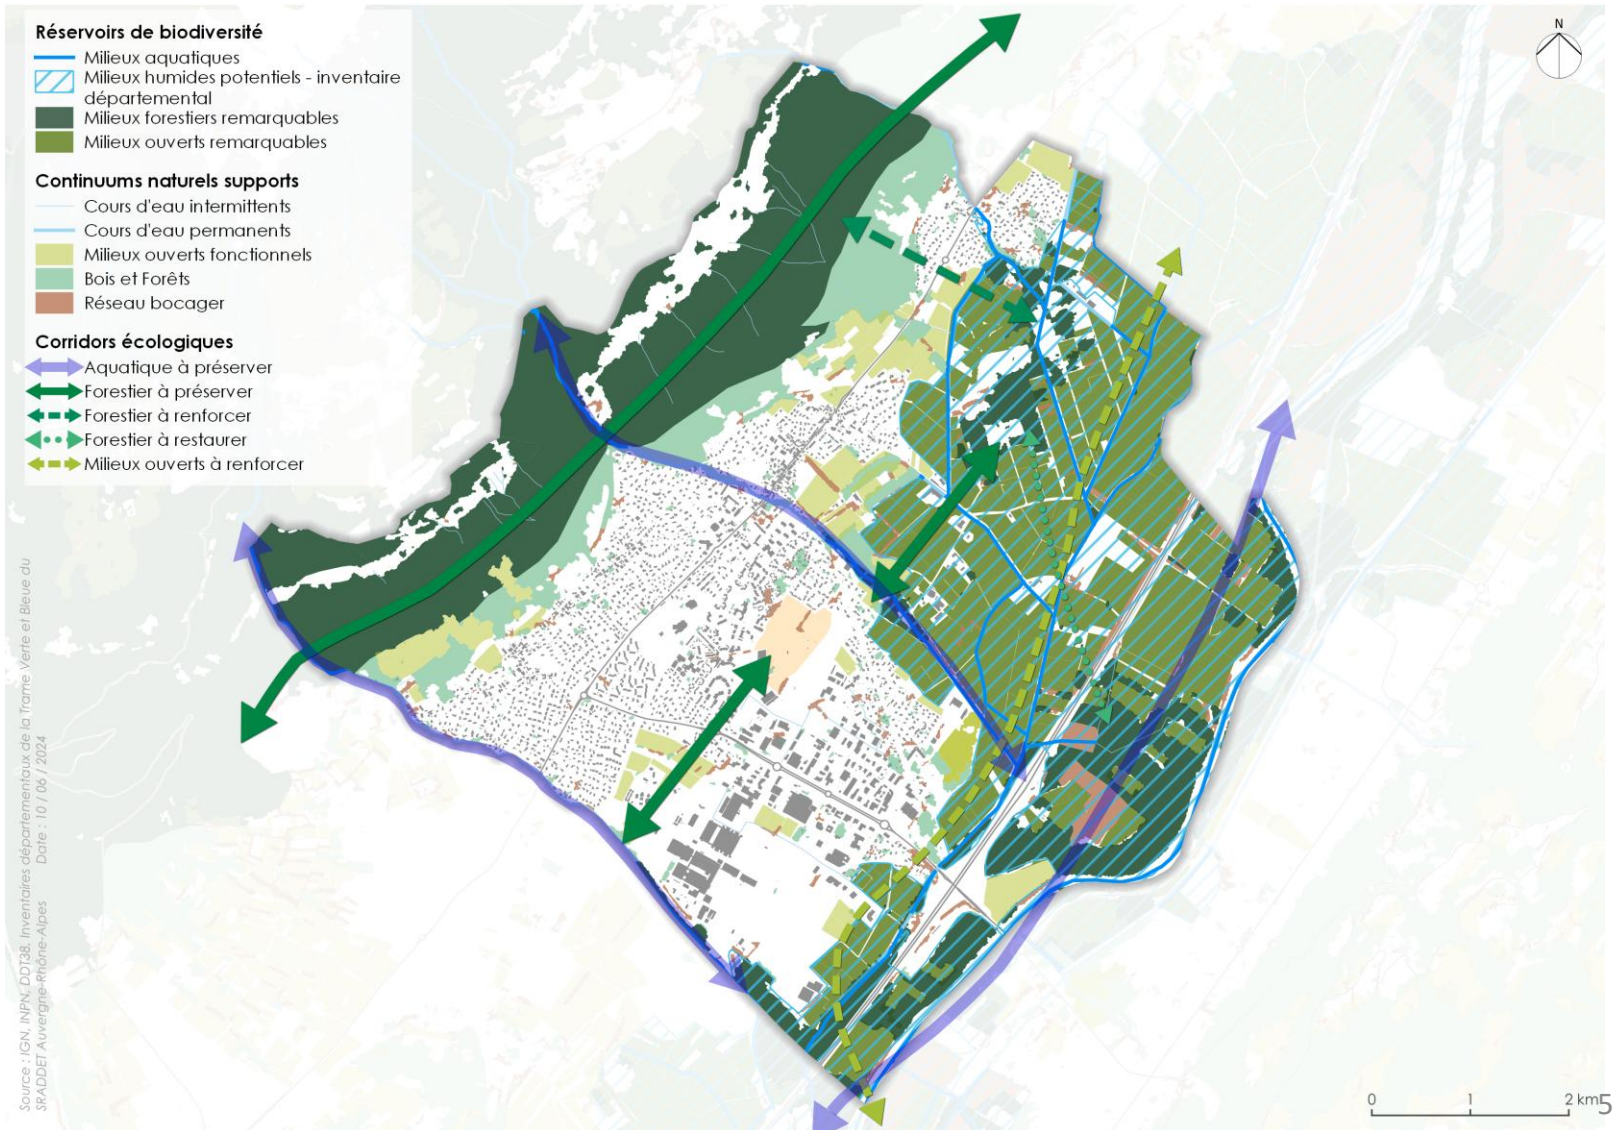 Réservoirs de biodiversité
Milieux aquatiques
Milieux humides potentiels - inventaire
départemental
Milieux forestiers remarquables
Milieux ouverts remarquables
Continuums naturels supports
Cours d'eau intermittents
Cours d'eau permanents
Milieux ouverts fonctionnels
Bois et Forêts
Réseau bocager
Corridors écologiques
Aquatique à préserver
Forestier à préserver
Forestier à renforcer
Forestier à restaurer
Milieux ouverts à renforcer
N
Source : IGN, INPN, DDT38, Inventaires départementaux de la Trame Verte et Bleue du
SRADDET Auvergne-Rhône-Alpes Date : 10 / 06 / 2024
0 1 2 km
5